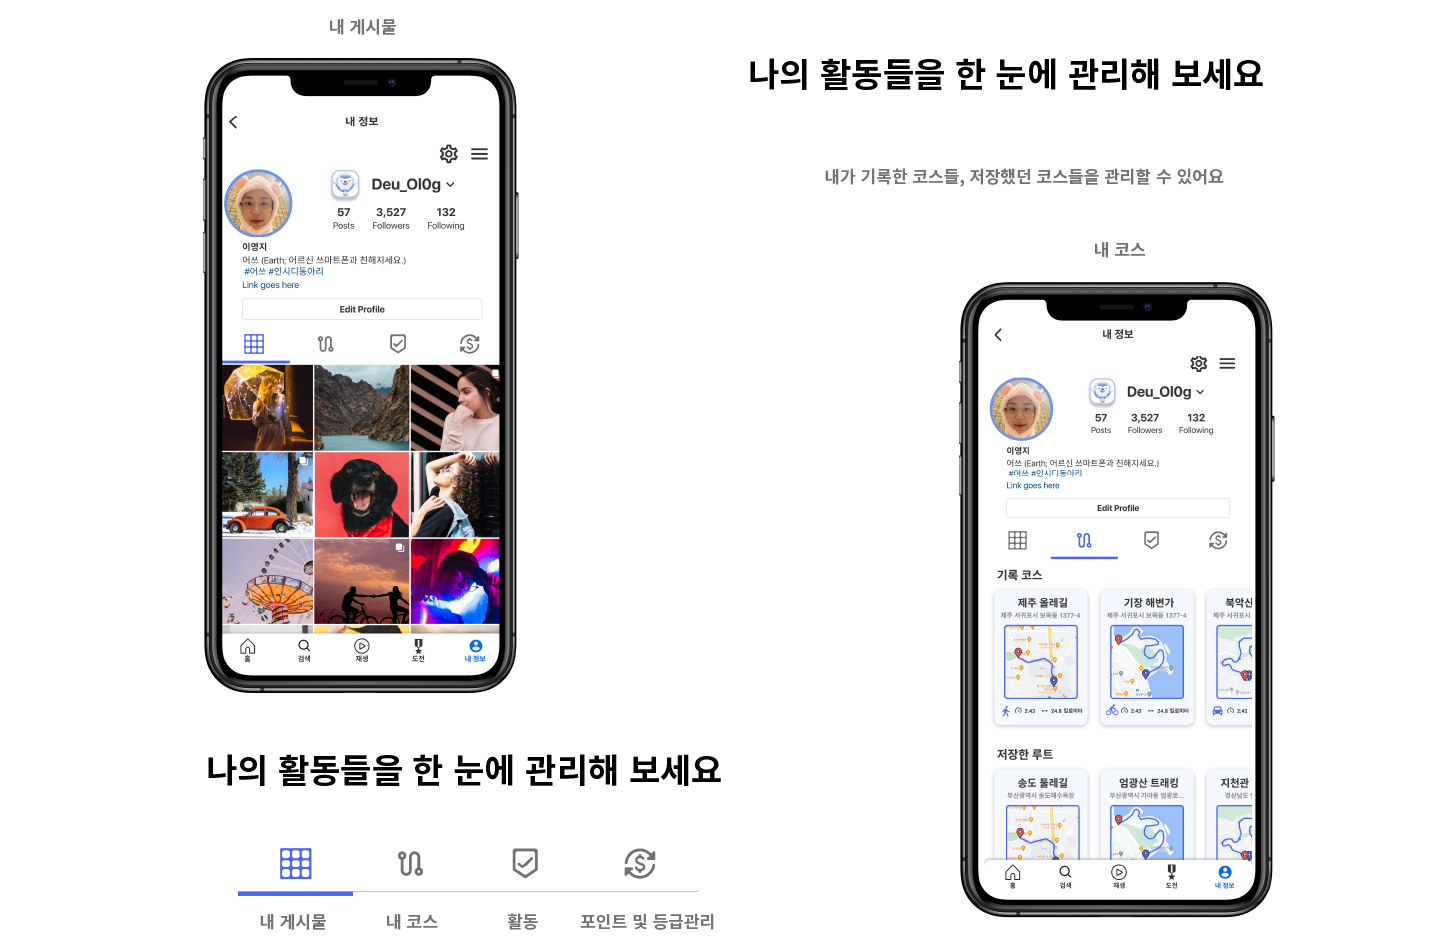 내 게시물
내 정보
Deu_Ol0g
57 3,527 132
Posts Followers Following
이영지
어쓰 (Earth; 어르신 쓰마트폰과 친해지세요.)
#어쓰 #인시디동아리
Link goes here
Edit Profile
홈 검색 재생 도전 내 정보
나의 활동들을 한 눈에 관리해 보세요
내 게시물 내 코스 활동 포인트 및 등급관리
나의 활동들을 한 눈에 관리해 보세요
내가 기록한 코스들, 저장했던 코스들을 관리할 수 있어요
내 코스
내 정보
Deu_Ol0g
57 3,527 132
Posts Followers Following
이영지
어쓰 (Earth; 어르신 쓰마트폰과 친해지세요.)
#어쓰 #인시디동아리
Link goes here
Edit Profile
기록 코스
제주 올레길 기장 해변가 북악산
제주 서귀포시 보목동 1377-4 제주 서귀포시 보목동 1377-4 제주 서귀포시
2:43 24.8 킬로미터 2:43 24.8 킬로미터 2:43
저장한 루트
송도 둘레길 엄광산 트래킹 지천관
부산광역시 송도해수욕장 부산광역시 가야동 엄광로... 경상남도
홈 검색 재생 도전 내 정보